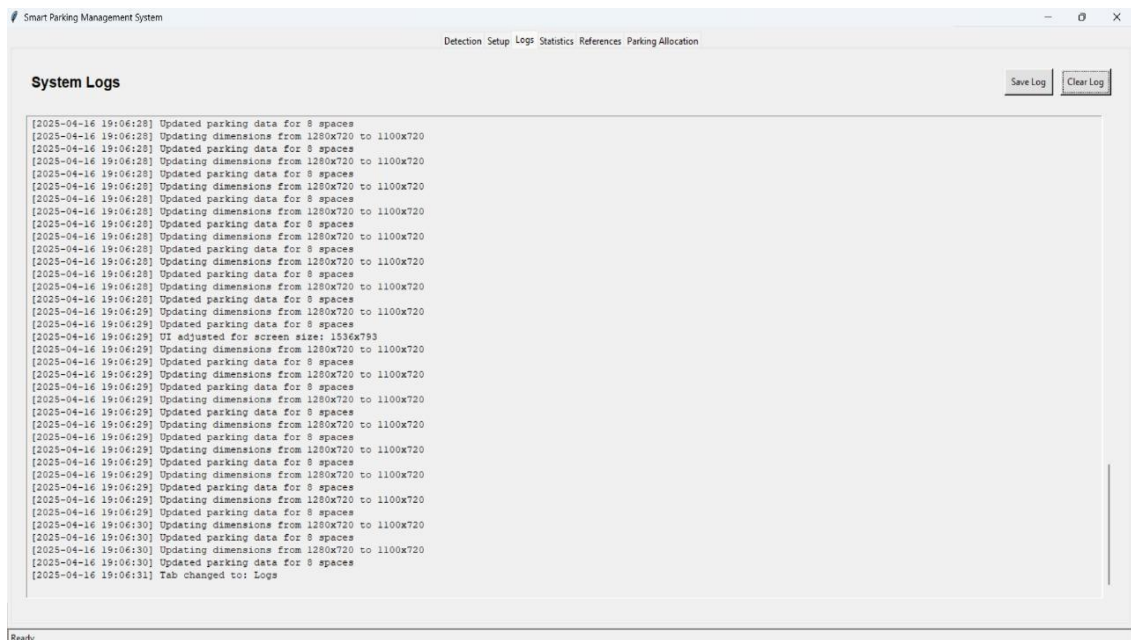 Smart Parking Management System
Detection Setup Logs Statistics References Parking Allocation
System Logs
Save Log Clear Log
[2025-04-16 19:06:28] Updated parking data for 8 spaces
[2025-04-16 19:06:28] Updating dimensions from 1280x720 to 1100x720
[2025-04-16 19:06:28] Updated parking data for 8 spaces
[2025-04-16 19:06:28] Updating dimensions from 1280x720 to 1100x720
[2025-04-16 19:06:28] Updated parking data for 8 spaces
[2025-04-16 19:06:28] Updating dimensions from 1280x720 to 1100x720
[2025-04-16 19:06:28] Updated parking data for 8 spaces
[2025-04-16 19:06:28] Updating dimensions from 1280x720 to 1100x720
[2025-04-16 19:06:28] Updated parking data for 8 spaces
[2025-04-16 19:06:28] Updating dimensions from 1280x720 to 1100x720
[2025-04-16 19:06:28] Updated parking data for 8 spaces
[2025-04-16 19:06:28] Updating dimensions from 1280x720 to 1100x720
[2025-04-16 19:06:28] Updated parking data for 8 spaces
[2025-04-16 19:06:28] Updating dimensions from 1280x720 to 1100x720
[2025-04-16 19:06:28] Updated parking data for 8 spaces
[2025-04-16 19:06:29] Updating dimensions from 1280x720 to 1100x720
[2025-04-16 19:06:29] Updated parking data for 8 spaces
[2025-04-16 19:06:29] UI adjusted for screen size: 1536x793
[2025-04-16 19:06:29] Updating dimensions from 1280x720 to 1100x720
[2025-04-16 19:06:29] Updated parking data for 8 spaces
[2025-04-16 19:06:29] Updating dimensions from 1280x720 to 1100x720
[2025-04-16 19:06:29] Updated parking data for 8 spaces
[2025-04-16 19:06:29] Updating dimensions from 1280x720 to 1100x720
[2025-04-16 19:06:29] Updated parking data for 8 spaces
[2025-04-16 19:06:29] Updating dimensions from 1280x720 to 1100x720
[2025-04-16 19:06:29] Updated parking data for 8 spaces
[2025-04-16 19:06:29] Updating dimensions from 1280x720 to 1100x720
[2025-04-16 19:06:29] Updated parking data for 8 spaces
[2025-04-16 19:06:29] Updating dimensions from 1280x720 to 1100x720
[2025-04-16 19:06:29] Updated parking data for 8 spaces
[2025-04-16 19:06:29] Updating dimensions from 1280x720 to 1100x720
[2025-04-16 19:06:29] Updated parking data for 8 spaces
[2025-04-16 19:06:30] Updating dimensions from 1280x720 to 1100x720
[2025-04-16 19:06:30] Updated parking data for 8 spaces
[2025-04-16 19:06:30] Updating dimensions from 1280x720 to 1100x720
[2025-04-16 19:06:30] Updated parking data for 8 spaces
[2025-04-16 19:06:31] Tab changed to: Logs
Ready